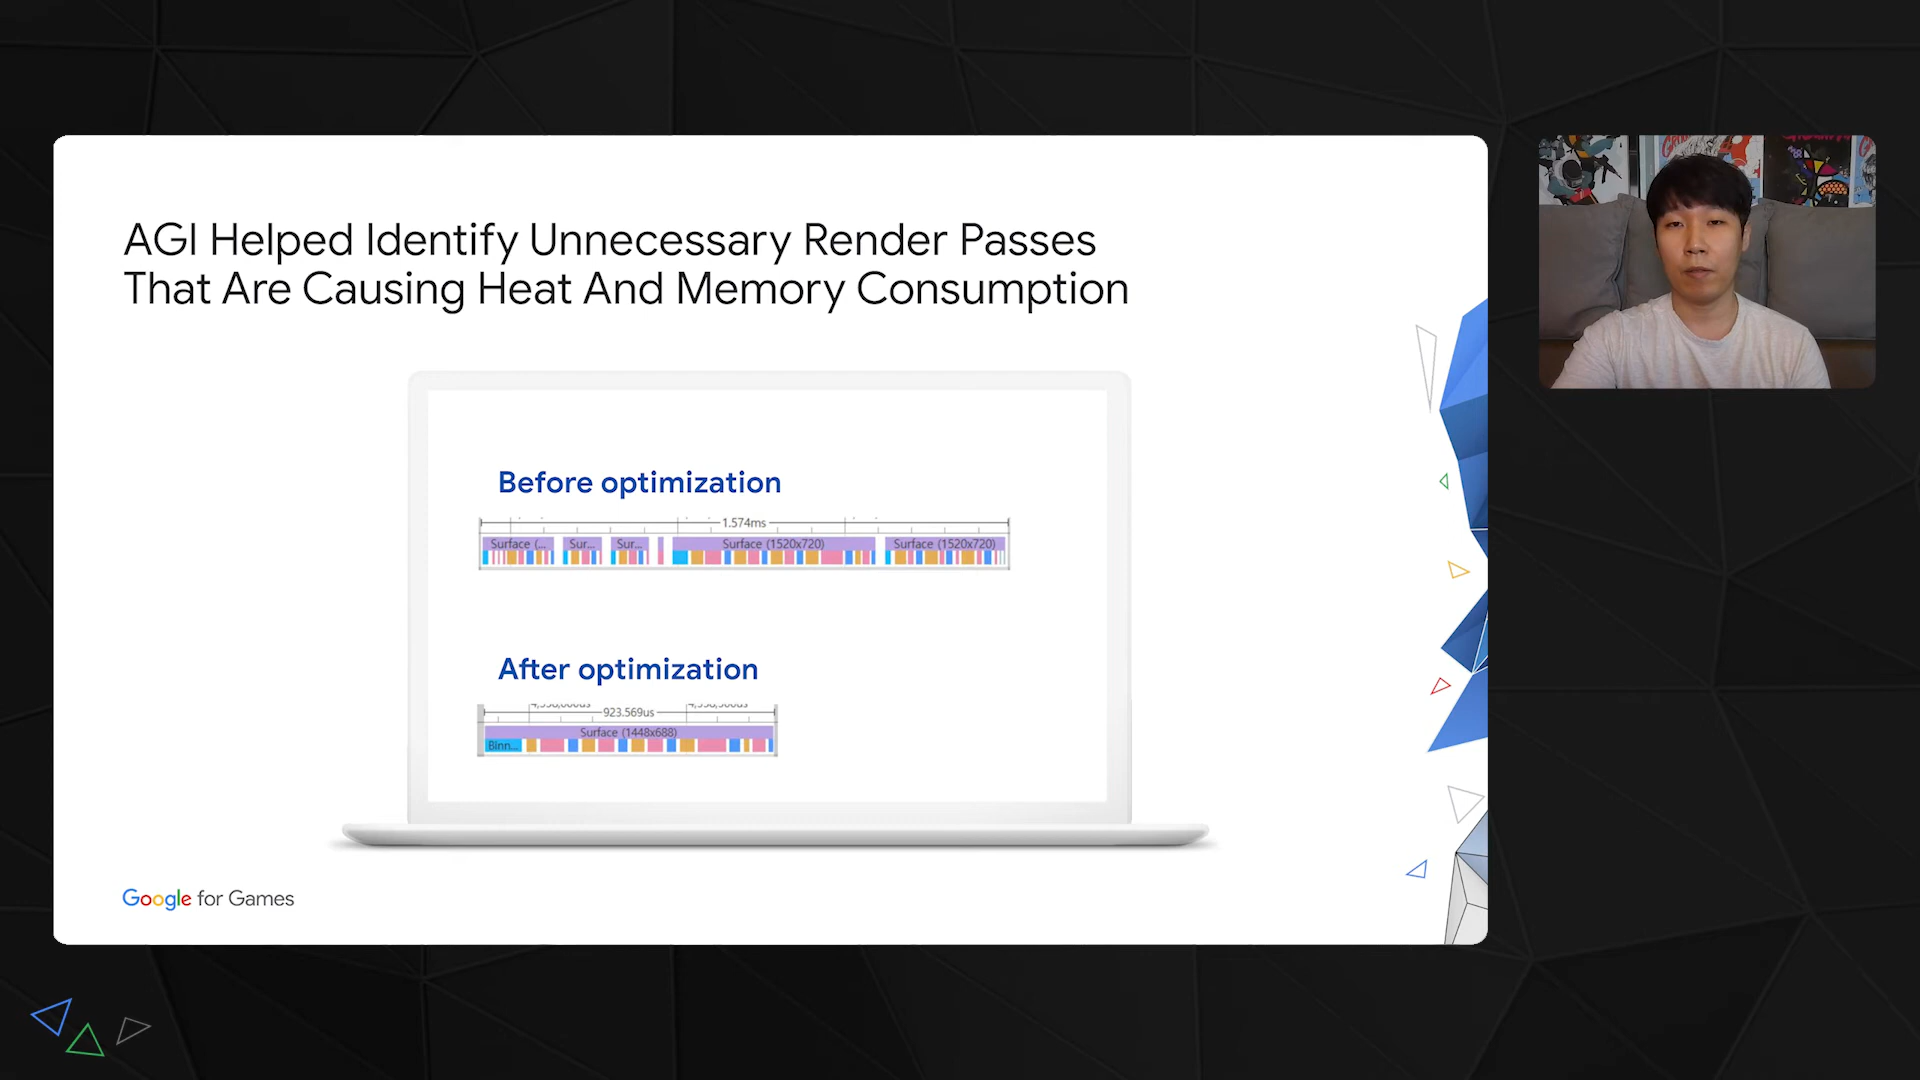 AGI Helped Identify Unnecessary Render Passes
That Are Causing Heat And Memory Consumption
Before optimization
1.574ms
Surface (... Sur... Sur... Surface (1520x720) Surface (1520x720)
After optimization
923.569us
Surface (1448x688)
Binn...
Google for Games